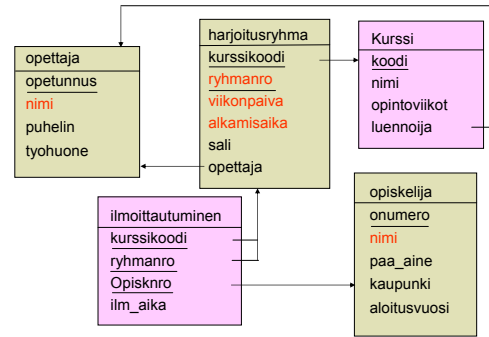 opettaja
opetunnus
nimi
puhelin
tyohuone
harjoitusryhma
kurssikoodi
ryhmanro
viikonpaiva
alkamisaika
sali
opettaja
Kurssi
koodi
nimi
opintoviikot
luennoija
ilmoittautuminen
kurssikoodi
ryhmanro
Opisknro
ilm_aika
opiskelija
onumero
nimi
paa_aine
kaupunki
aloitusvuosi